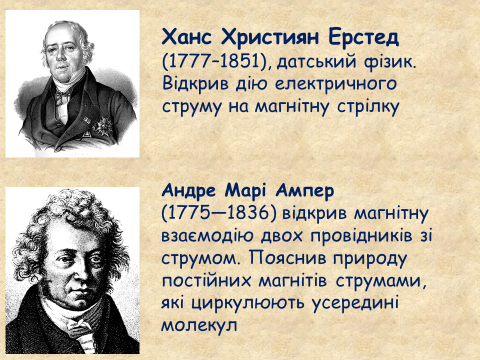 Ханс Християн Ерстед
(1777–1851), датський фізик.
Відкрив дію електричного
струму на магнітну стрілку
Андре Марі Ампер
(1775—1836) відкрив магнітну
взаємодію двох провідників зі
струмом. Пояснив природу
постійних магнітів струмами,
які циркулюють усередині
молекул